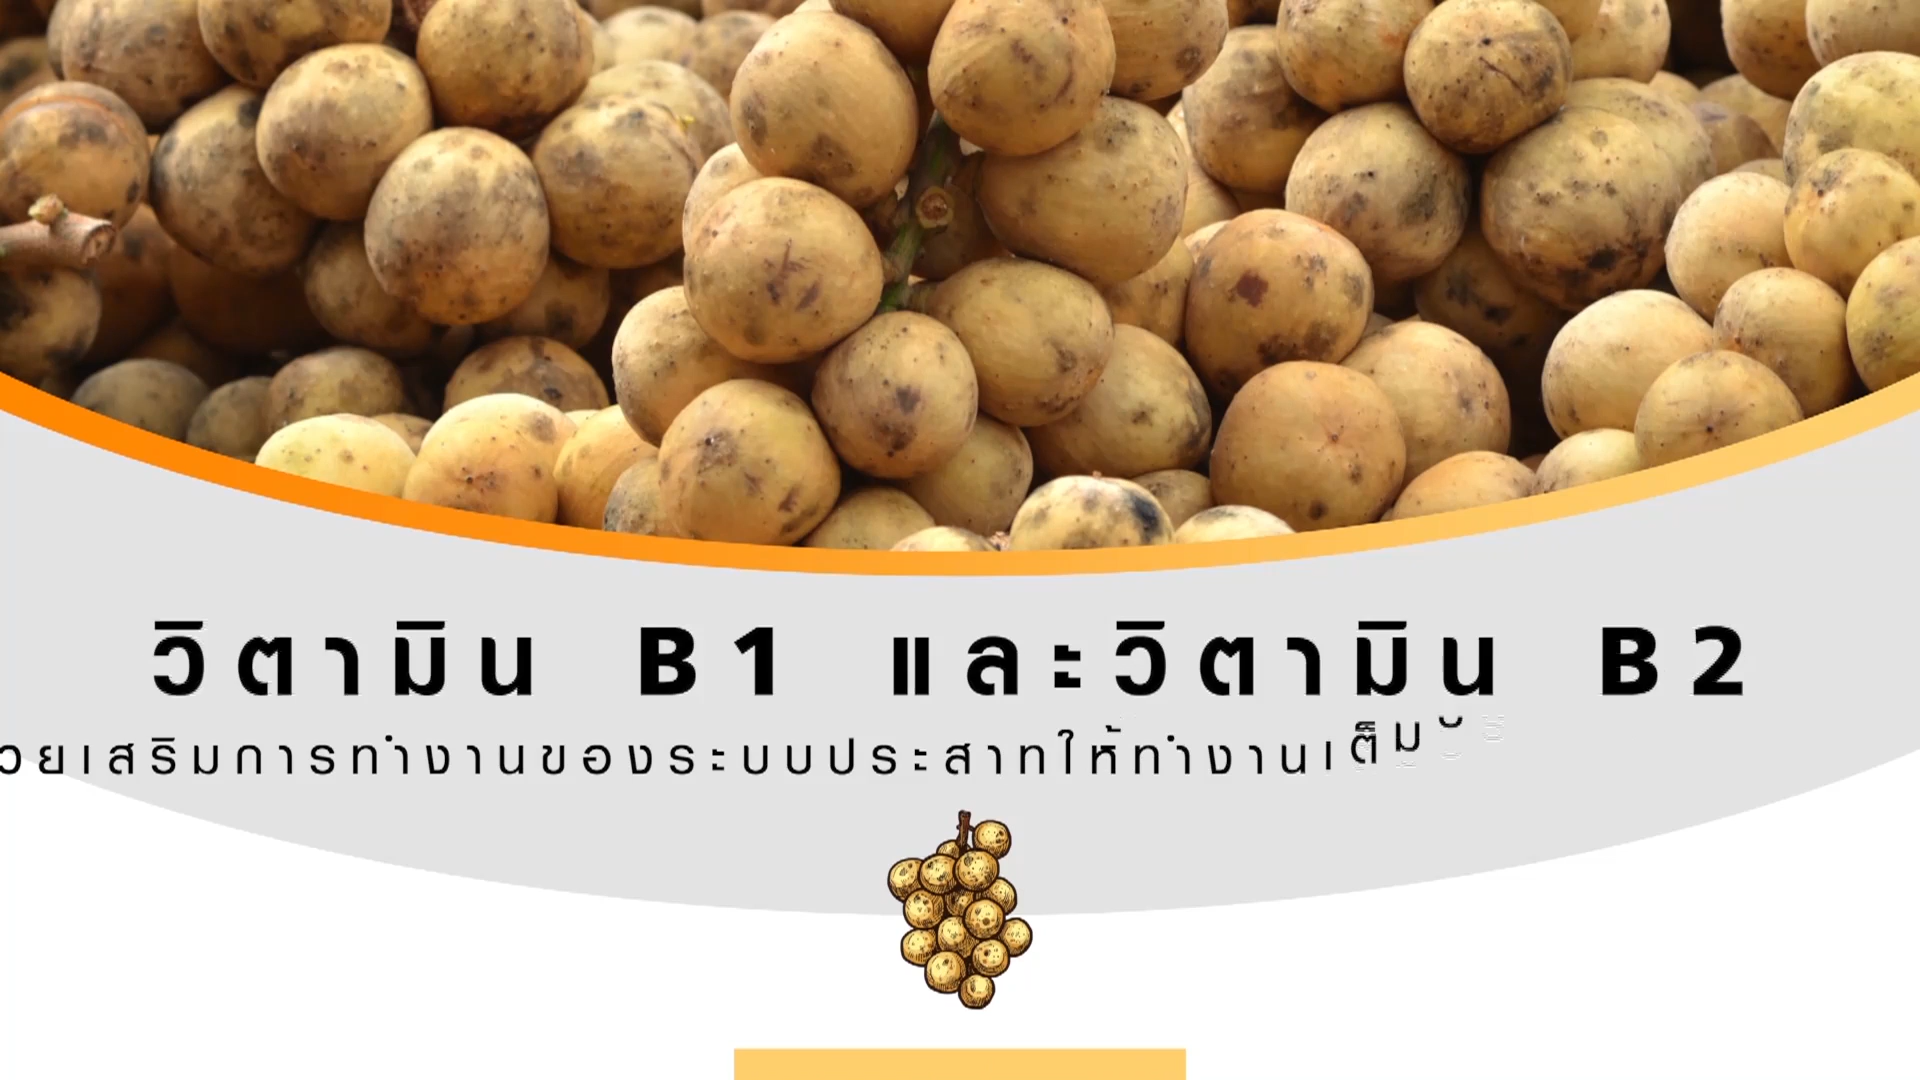 วิตามิน B1 และวิตามิน B2
วยเสริมการทำงานของระบบประสาทให้ทำงานเต็ม